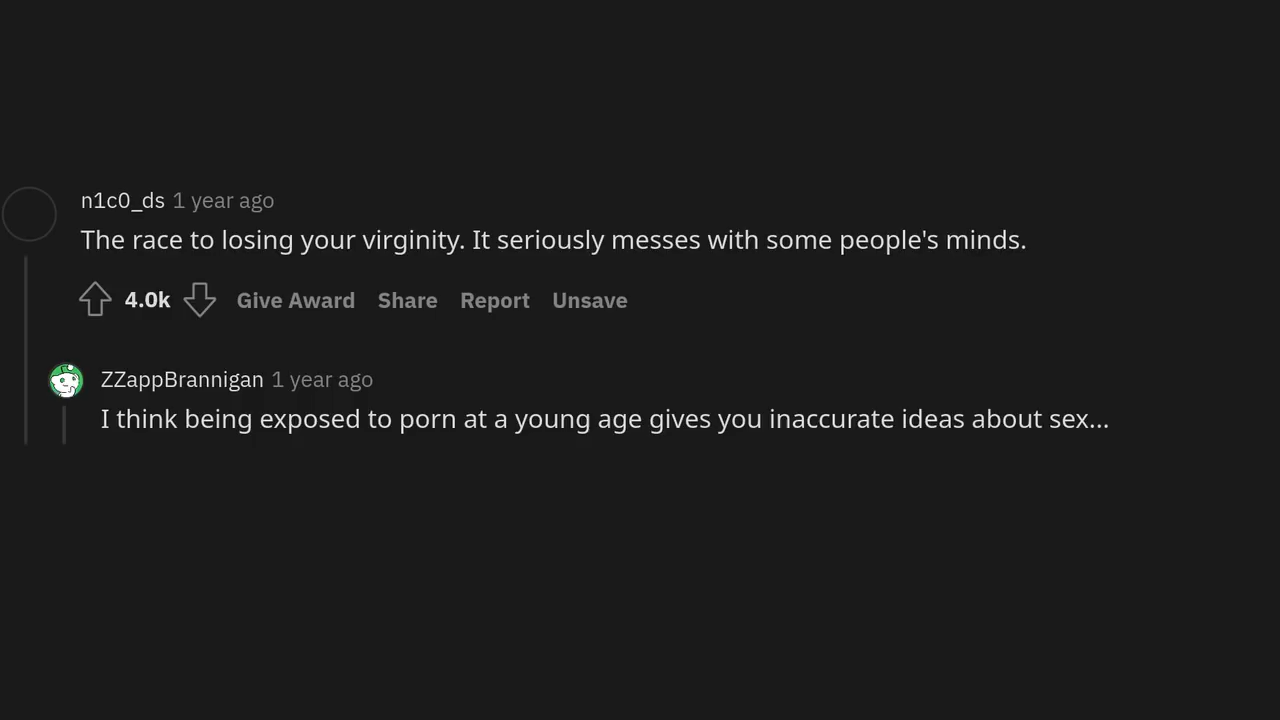 n1c0_ds 1 year ago
The race to losing your virginity. It seriously messes with some people's minds.
4.0k Give Award Share Report Unsave
ZZappBrannigan 1 year ago
I think being exposed to porn at a young age gives you inaccurate ideas about sex...